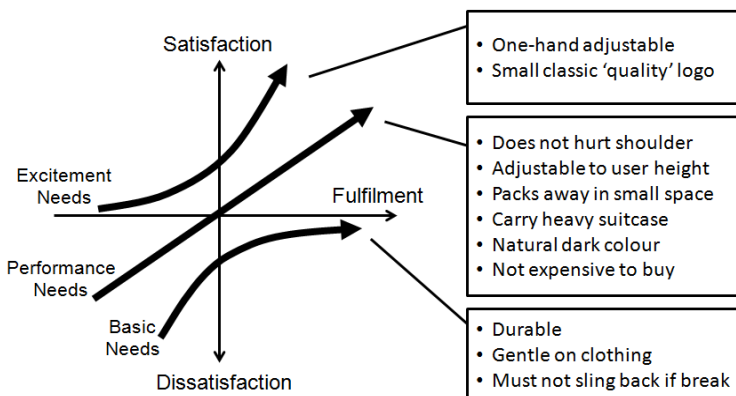 Satisfaction
• One-hand adjustable
• Small classic ‘quality’ logo
Excitement
Needs
Fulfilment
• Does not hurt shoulder
• Adjustable to user height
• Packs away in small space
• Carry heavy suitcase
• Natural dark colour
• Not expensive to buy
Performance
Needs
Basic
Needs
Dissatisfaction
• Durable
• Gentle on clothing
• Must not sling back if break